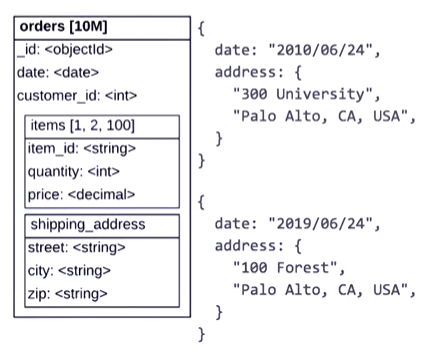 orders [10M]
_id: <objectId>
date: <date>
customer_id: <int>
items [1, 2, 100]
item_id: <string>
quantity: <int>
price: <decimal>
shipping_address
street: <string>
city: <string>
zip: <string>
{
date: "2010/06/24",
address: {
"300 University",
"Palo Alto, CA, USA",
}
}
{
date: "2019/06/24",
address: {
"100 Forest",
"Palo Alto, CA, USA",
}
}